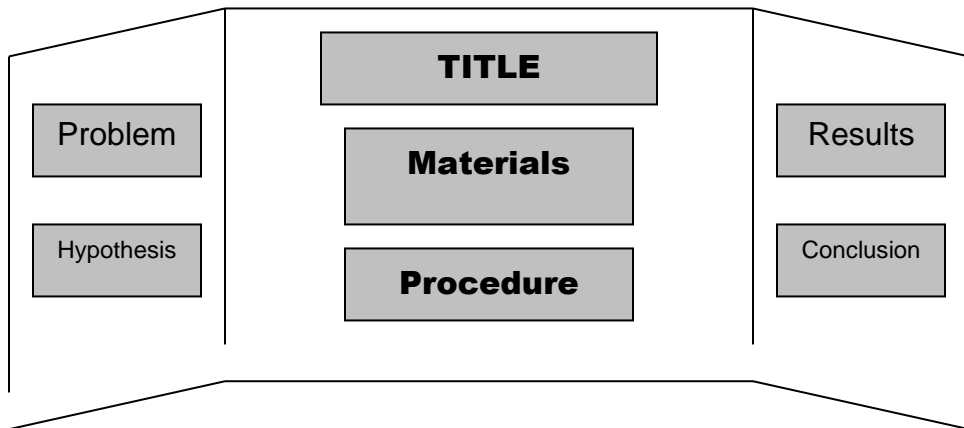 TITLE
Problem
Materials
Results
Hypothesis
Procedure
Conclusion